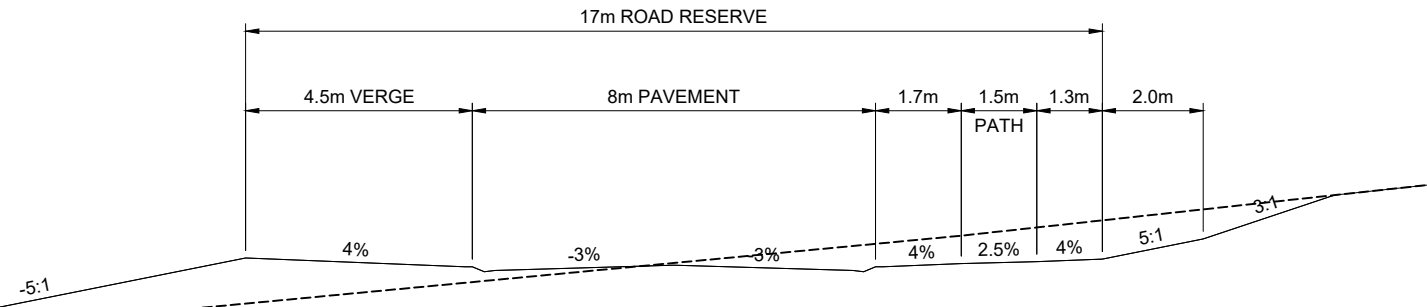 17m ROAD RESERVE
4.5m VERGE 8m PAVEMENT 1.7m 1.5m 1.3m 2.0m
PATH
3:1
4% -3% -3% 4% 2.5% 4% 5:1
-5:1